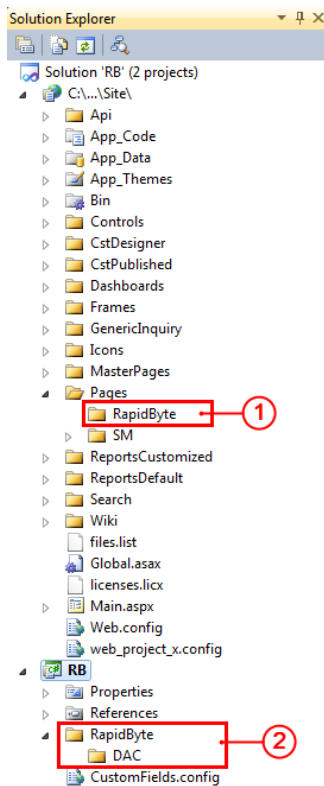 Solution Explorer
Solution 'RB' (2 projects)
C:\...\Site\
Api
App_Code
App_Data
App_Themes
Bin
Controls
CstDesigner
CstPublished
Dashboards
Frames
GenericInquiry
Icons
MasterPages
Pages
RapidByte 1
SM
ReportsCustomized
ReportsDefault
Search
Wiki
files.list
Global.asax
licenses.licx
Main.aspx
Web.config
web_project_x.config
RB
Properties
References
RapidByte 2
DAC
CustomFields.config